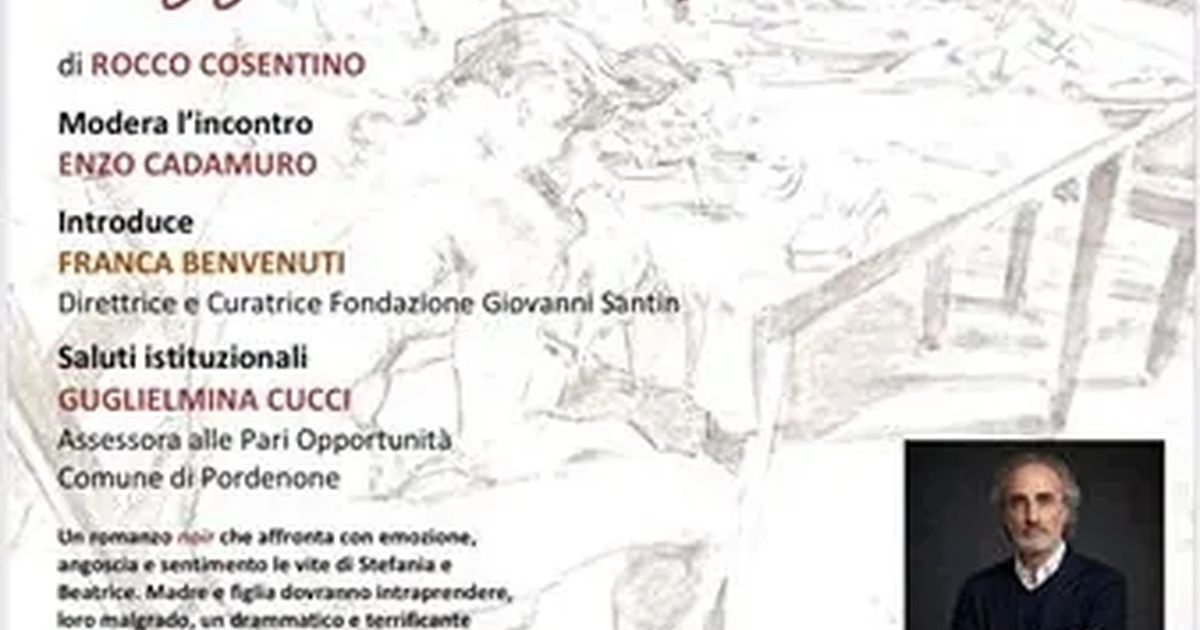 di ROCCO COSENTINO
Modera l'incontro
ENZO CADAMURO
Introduce
FRANCA BENVENUTI
Direttrice e Curatrice Fondazione Giovanni Santin
Saluti istituzionali
GUGLIELMINA CUCCI
Assessora alle Pari Opportunità
Comune di Pordenone
Un romanzo noir che affronta con emozione,
angoscia e sentimento le vite di Stefania e
Beatrice. Madre e figlia dovranno intraprendere,
loro malgrado, un drammatico e terrificante